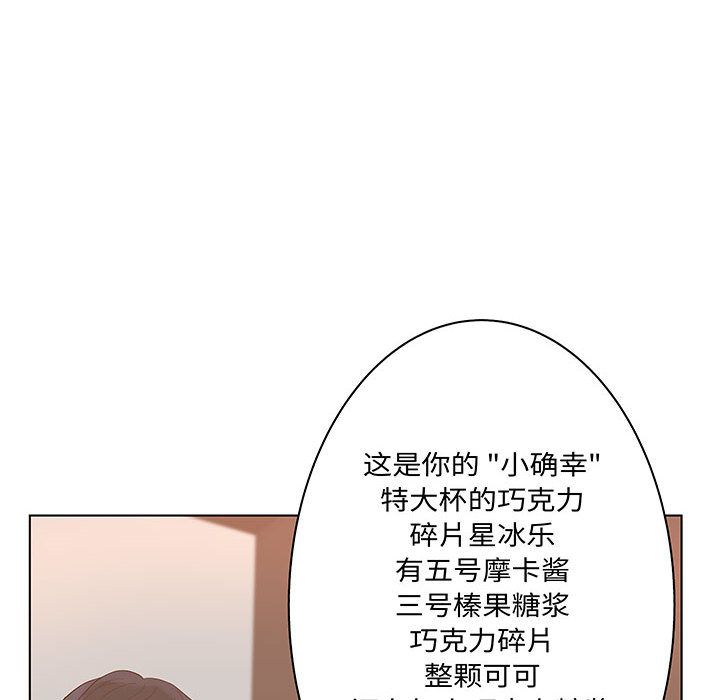 这是你的 "小确幸"
特大杯的巧克力
碎片星冰乐
有五号摩卡酱
三号榛果糖浆
巧克力碎片
整颗可可